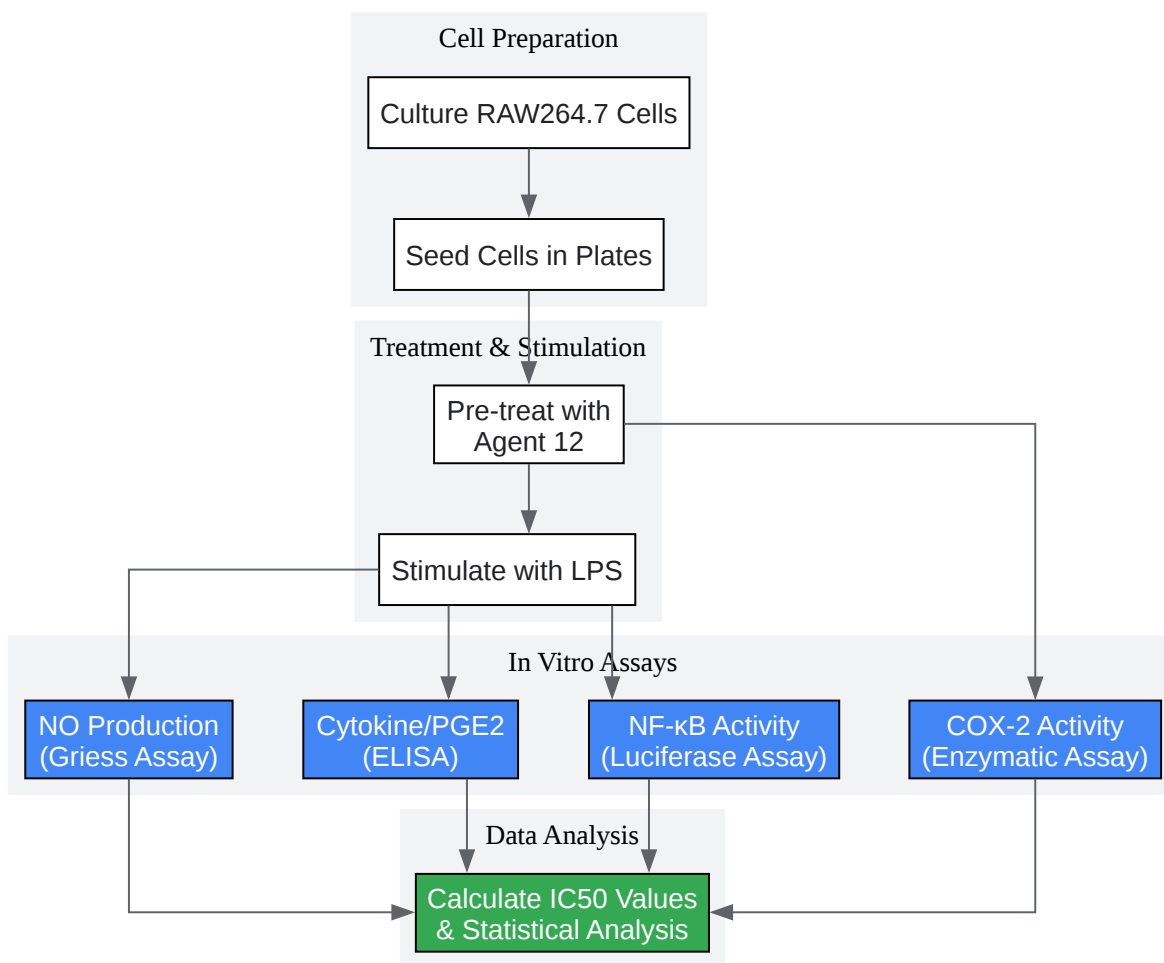 Cell Preparation
Culture RAW264.7 Cells
Seed Cells in Plates
Treatment & Stimulation
Pre-treat with
Agent 12
Stimulate with LPS
In Vitro Assays
NO Production
(Griess Assay)
Cytokine/PGE2
(ELISA)
NF-κB Activity
(Luciferase Assay)
COX-2 Activity
(Enzymatic Assay)
Data Analysis
Calculate IC50 Values
& Statistical Analysis